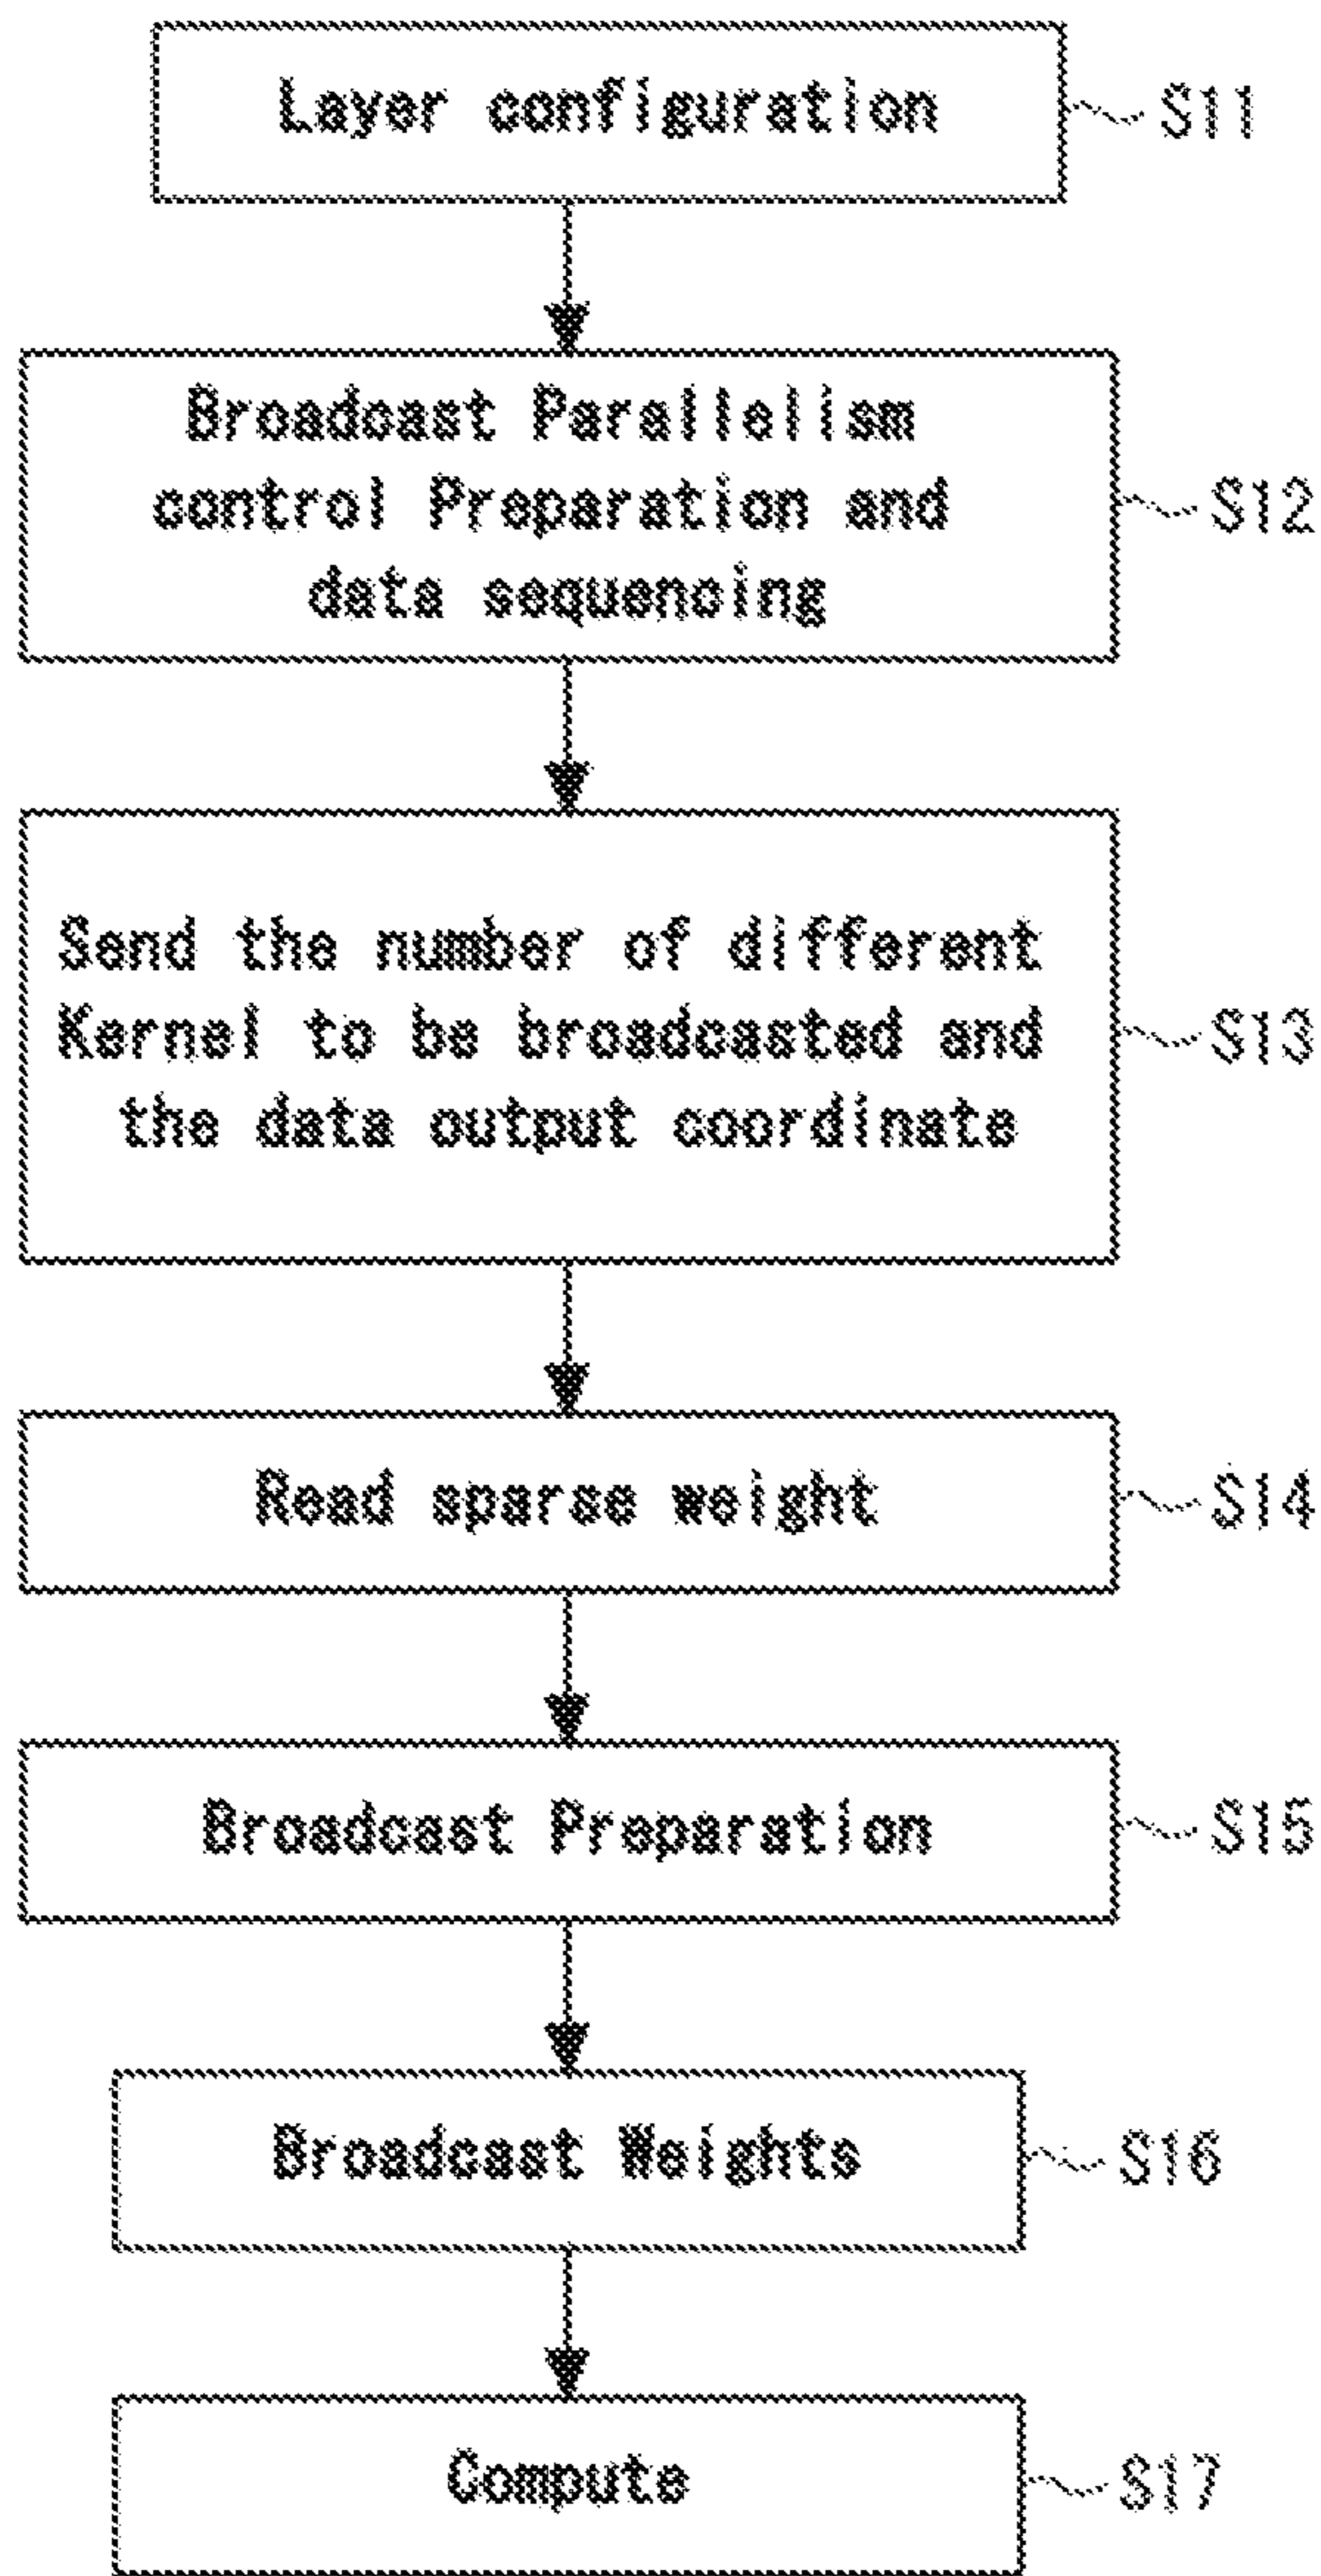 Layer configuration
S11
Broadcast Parallelism
control Preparation and
data sequencing
S12
Send the number of different
Kernel to be broadcasted and
the data output coordinate
S13
Read sparse weight
S14
Broadcast Preparation
S15
Broadcast Weights
S16
Compute
S17